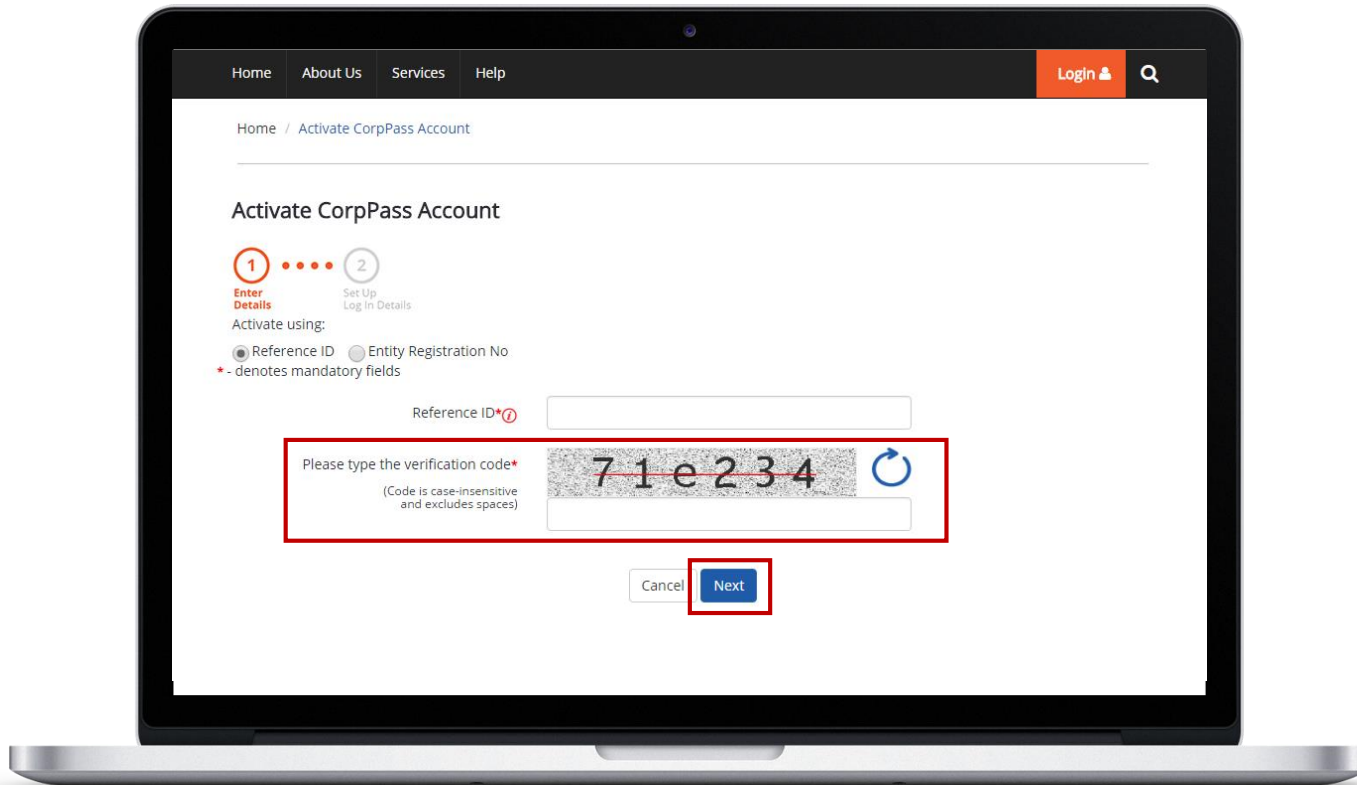 Home About Us Services Help Login
Home / Activate CorpPass Account
Activate CorpPass Account
1 2
Enter Details Set Up Log In Details
Activate using:
Reference ID Entity Registration No
* - denotes mandatory fields
Reference ID*
Please type the verification code* 71e234
(Code is case-insensitive
and excludes spaces)
Cancel Next